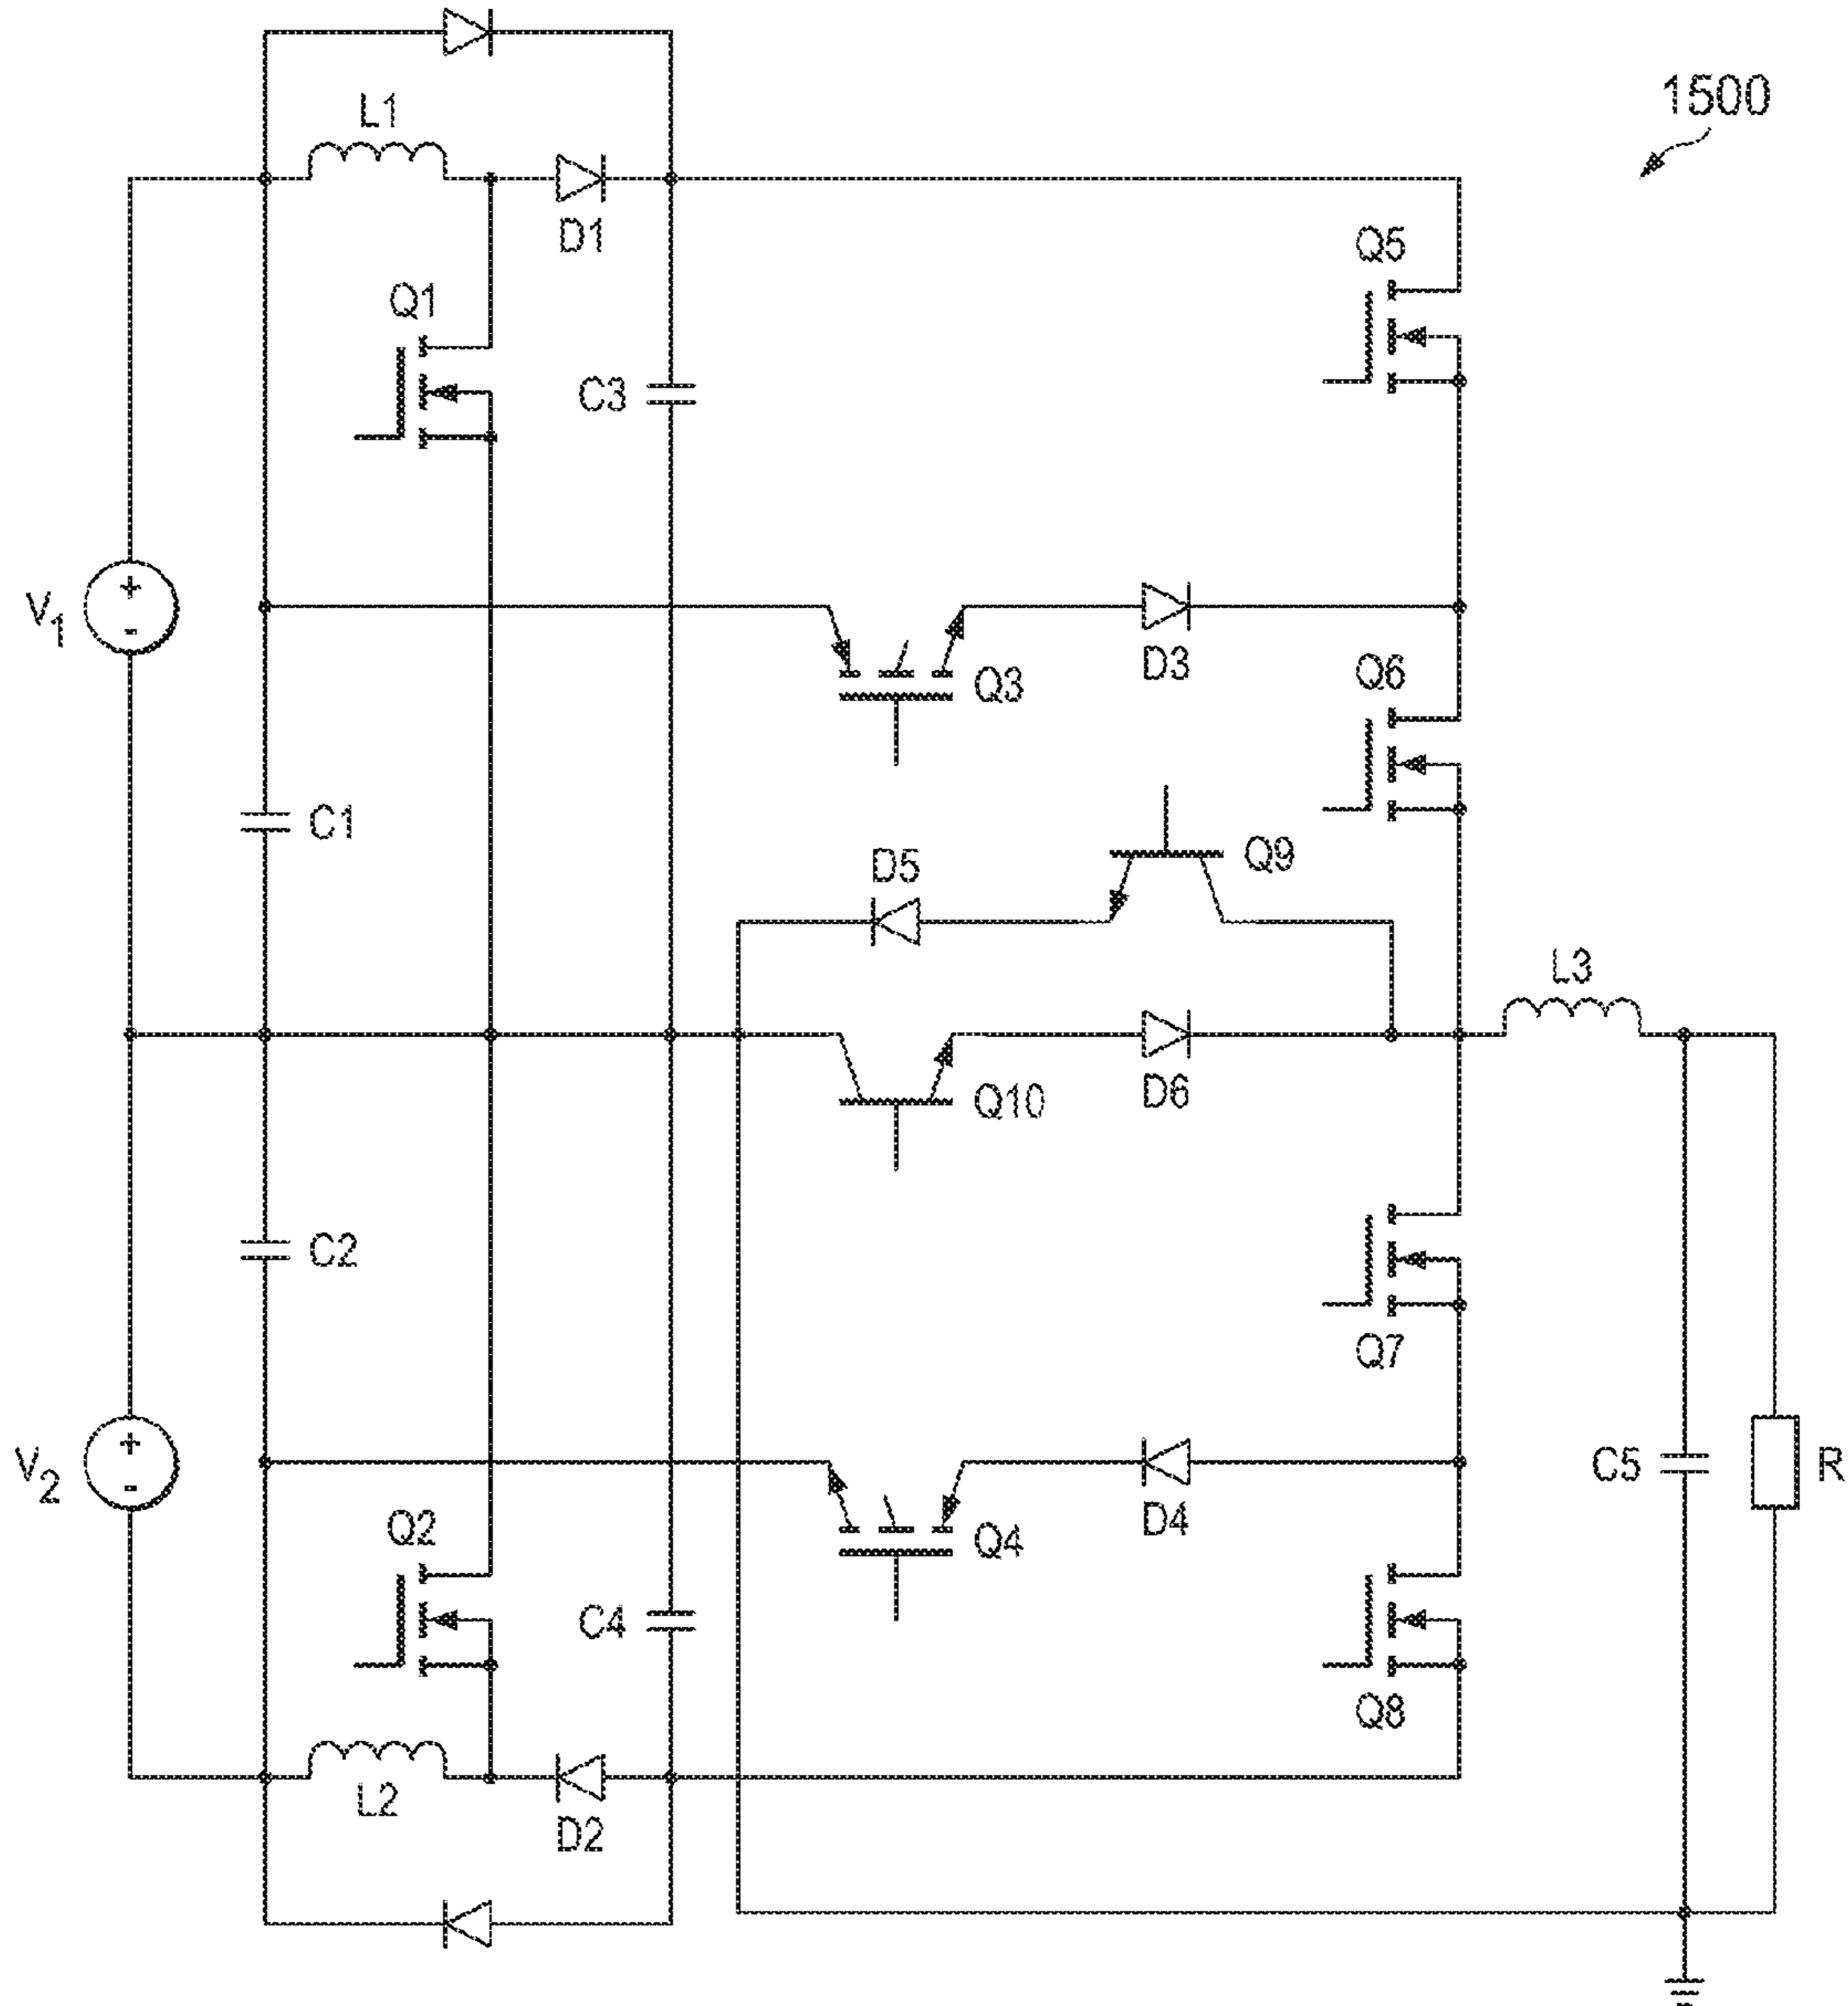 1500
L1
D1
Q5
Q1
C3
V1
+
-
Q3
D3
Q6
C1
D5
Q9
L3
Q10
D6
C2
Q7
V2
+
-
Q2
C4
Q4
D4
C5
R
Q8
L2
D2